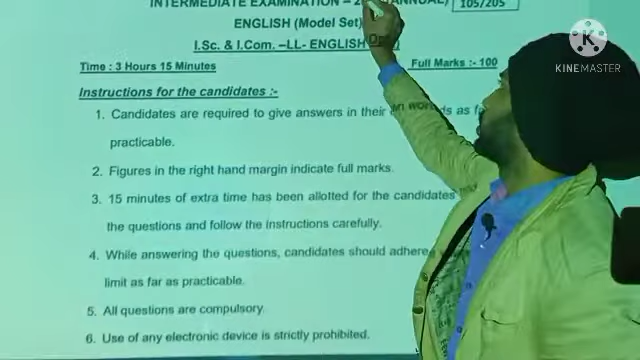 INTERMEDIATE EXAMINATION – (ANNUAL)
105/205
ENGLISH (Model Set)
I.Sc. & I.Com. –LL- ENGLISH
Time : 3 Hours 15 Minutes
Full Marks :- 100
Instructions for the candidates :-
1. Candidates are required to give answers in their words as
practicable.
2. Figures in the right hand margin indicate full marks.
3. 15 minutes of extra time has been allotted for the candidates
the questions and follow the instructions carefully.
4. While answering the questions, candidates should adhere
limit as far as practicable.
5. All questions are compulsory.
6. Use of any electronic device is strictly prohibited.
K
KINEMASTER